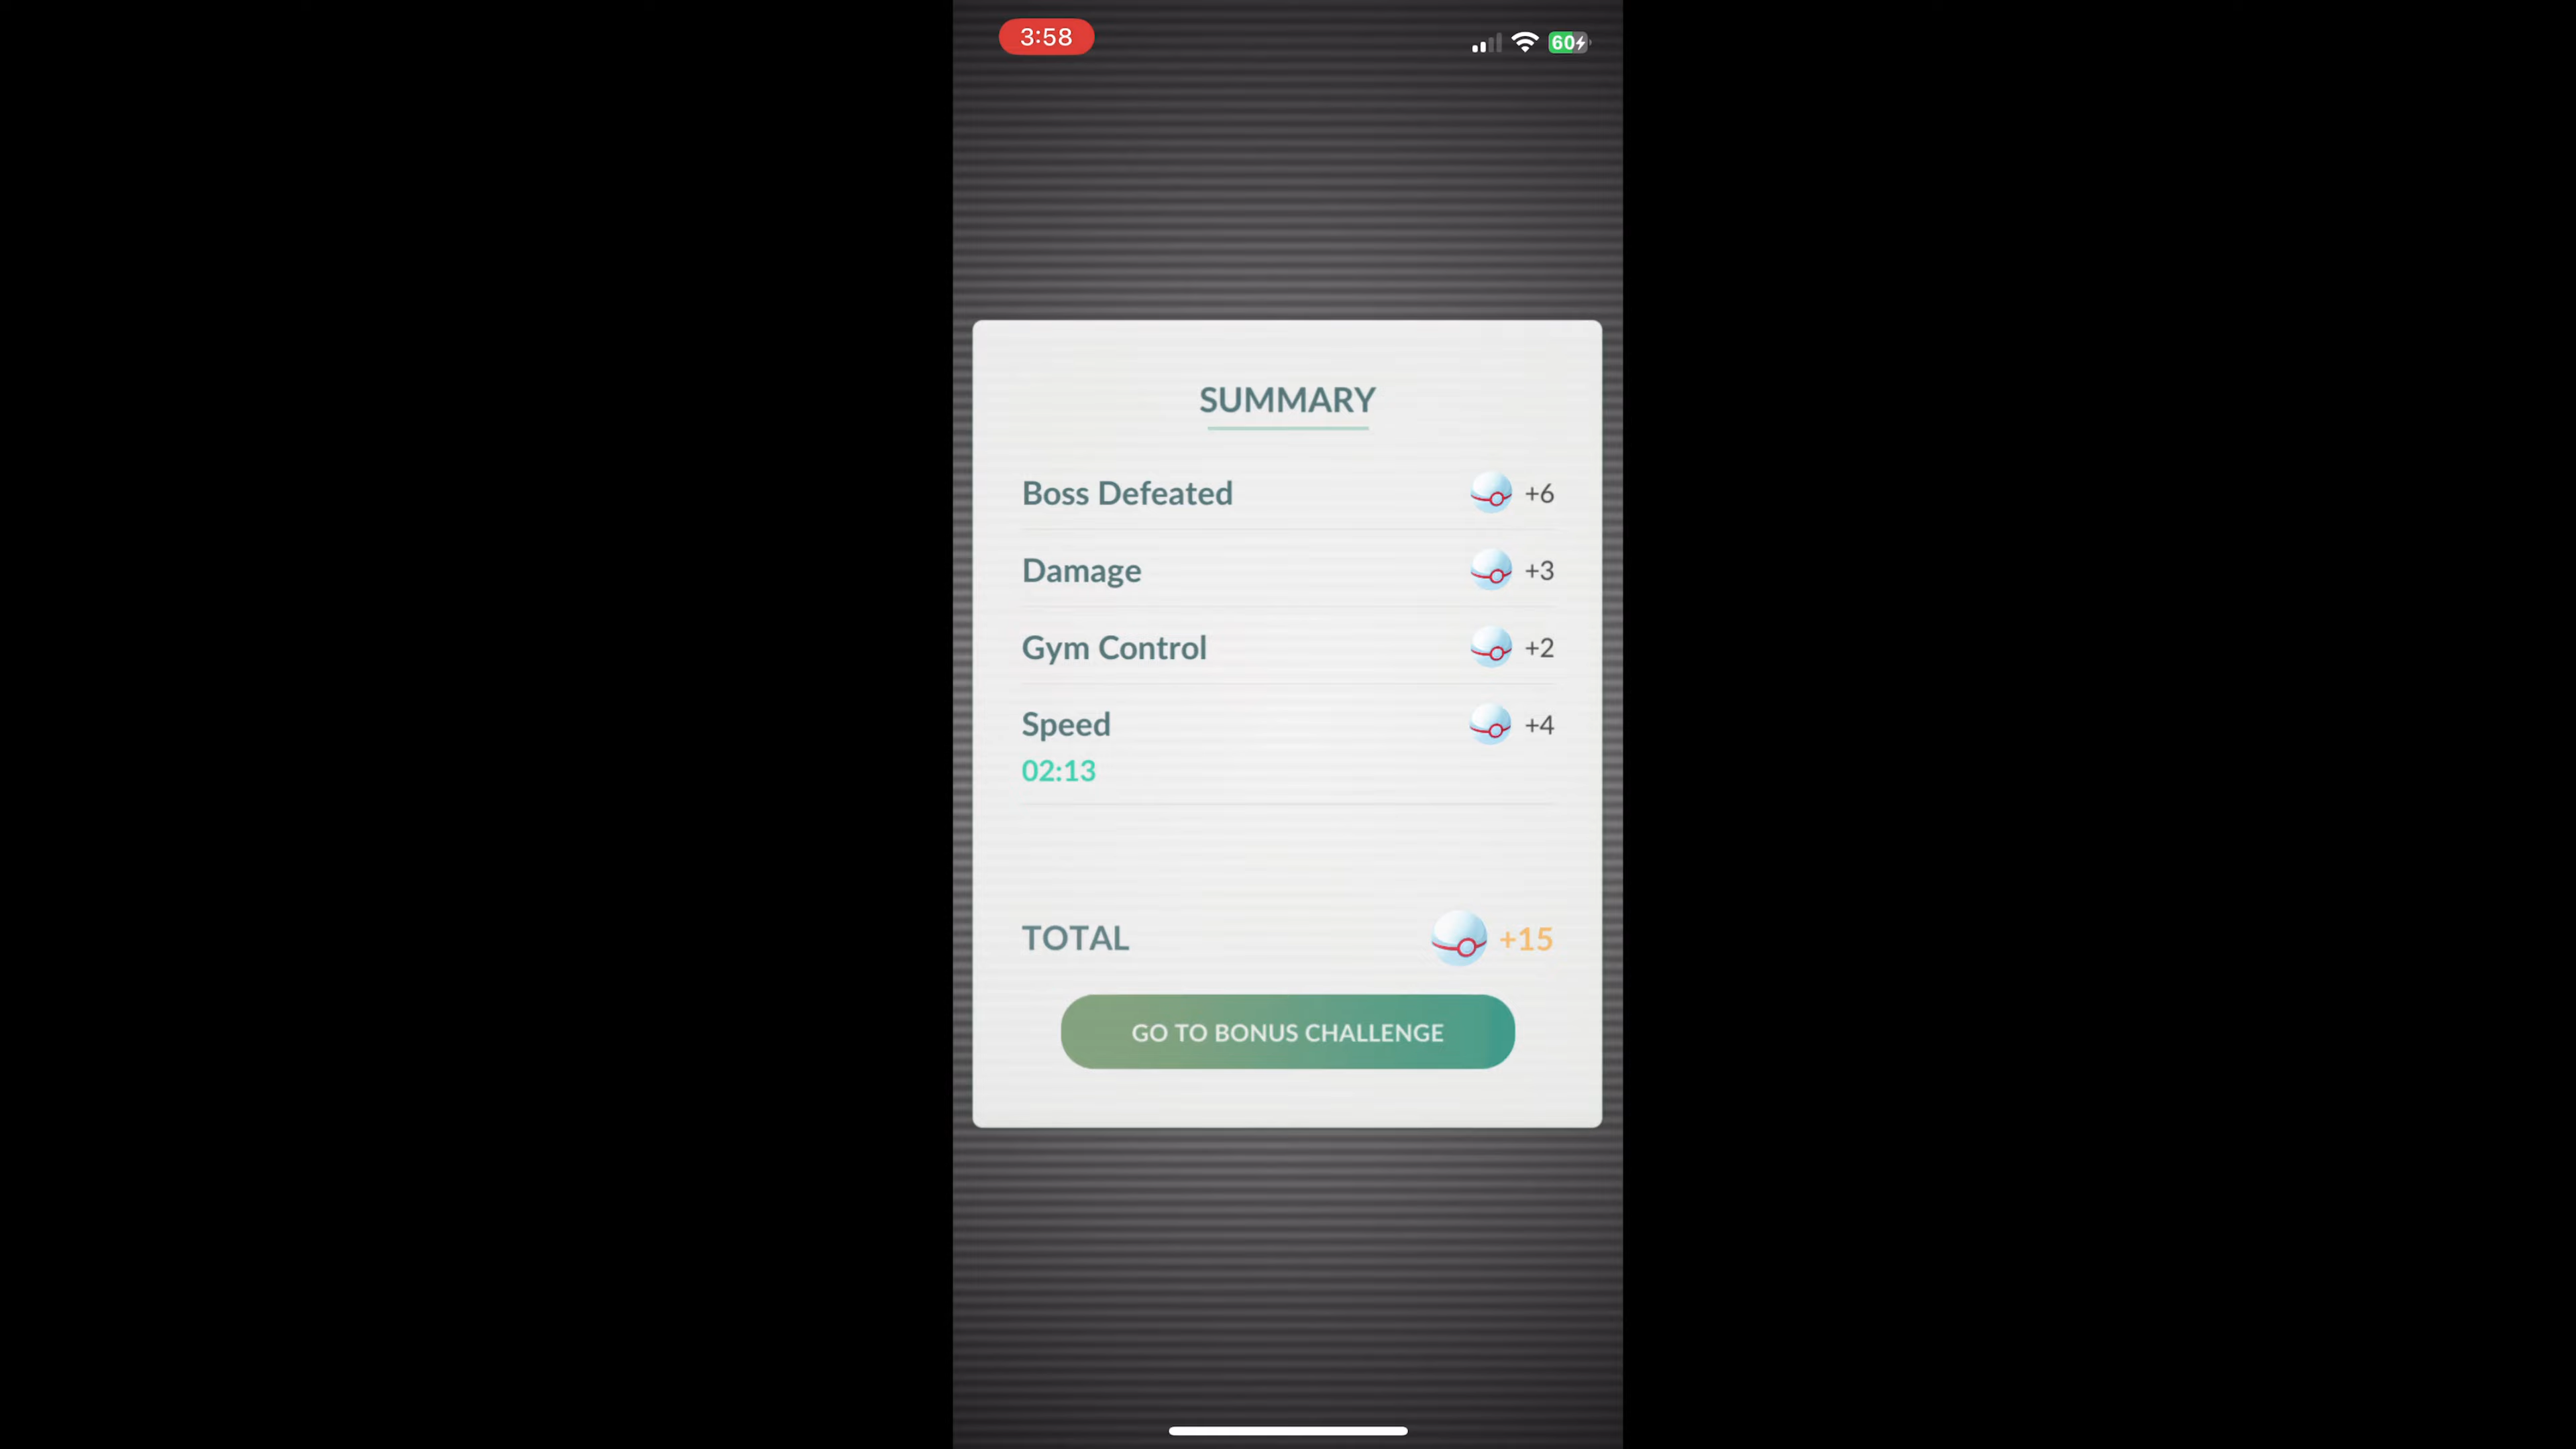 3:58
60
SUMMARY
Boss Defeated +6
Damage +3
Gym Control +2
Speed +4
02:13
TOTAL +15
GO TO BONUS CHALLENGE